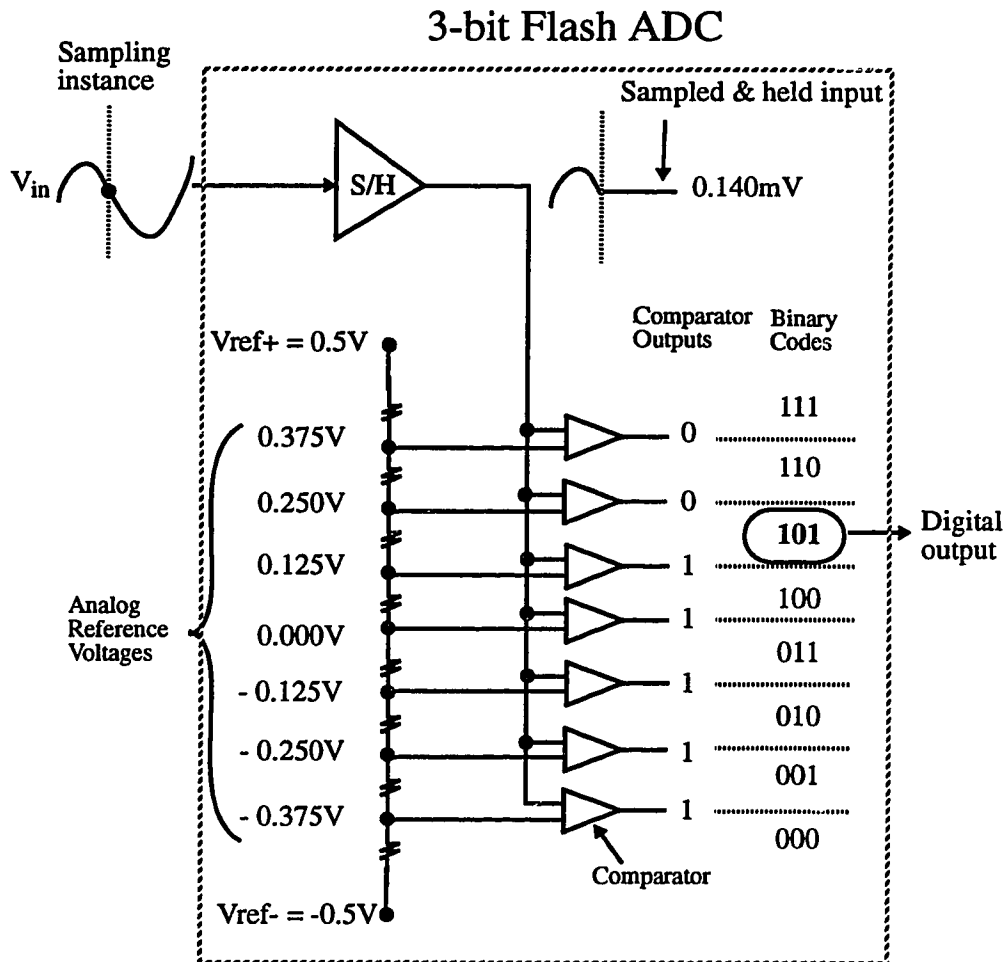 3-bit Flash ADC
Sampling
instance
Sampled & held input
Vin
S/H
0.140mV
Comparator
Outputs
Binary
Codes
Vref+ = 0.5V
111
0.375V
0
110
0.250V
0
101
Digital
output
0.125V
1
100
Analog
Reference
Voltages
0.000V
1
011
- 0.125V
1
010
- 0.250V
1
001
- 0.375V
1
000
Comparator
Vref- = -0.5V